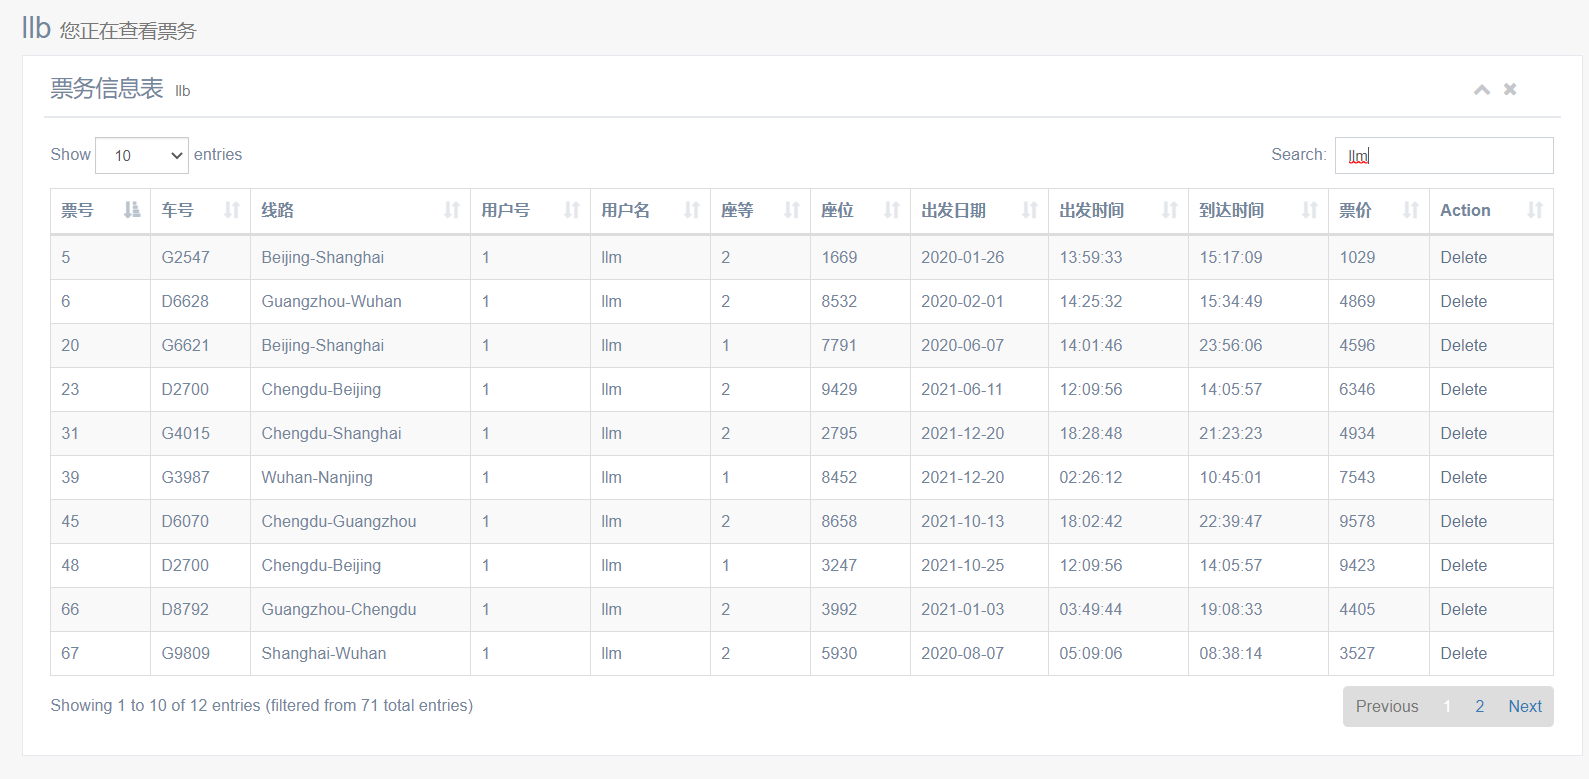 llb 您正在查看票务
票务信息表 llb
Show 10 entries Search: llm
票号 车号 线路 用户号 用户名 座等 座位 出发日期 出发时间 到达时间 票价 Action
5 G2547 Beijing-Shanghai 1 llm 2 1669 2020-01-26 13:59:33 15:17:09 1029 Delete
6 D6628 Guangzhou-Wuhan 1 llm 2 8532 2020-02-01 14:25:32 15:34:49 4869 Delete
20 G6621 Beijing-Shanghai 1 llm 1 7791 2020-06-07 14:01:46 23:56:06 4596 Delete
23 D2700 Chengdu-Beijing 1 llm 2 9429 2021-06-11 12:09:56 14:05:57 6346 Delete
31 G4015 Chengdu-Shanghai 1 llm 2 2795 2021-12-20 18:28:48 21:23:23 4934 Delete
39 G3987 Wuhan-Nanjing 1 llm 1 8452 2021-12-20 02:26:12 10:45:01 7543 Delete
45 D6070 Chengdu-Guangzhou 1 llm 2 8658 2021-10-13 18:02:42 22:39:47 9578 Delete
48 D2700 Chengdu-Beijing 1 llm 1 3247 2021-10-25 12:09:56 14:05:57 9423 Delete
66 D8792 Guangzhou-Chengdu 1 llm 2 3992 2021-01-03 03:49:44 19:08:33 4405 Delete
67 G9809 Shanghai-Wuhan 1 llm 2 5930 2020-08-07 05:09:06 08:38:14 3527 Delete
Showing 1 to 10 of 12 entries (filtered from 71 total entries) Previous 1 2 Next